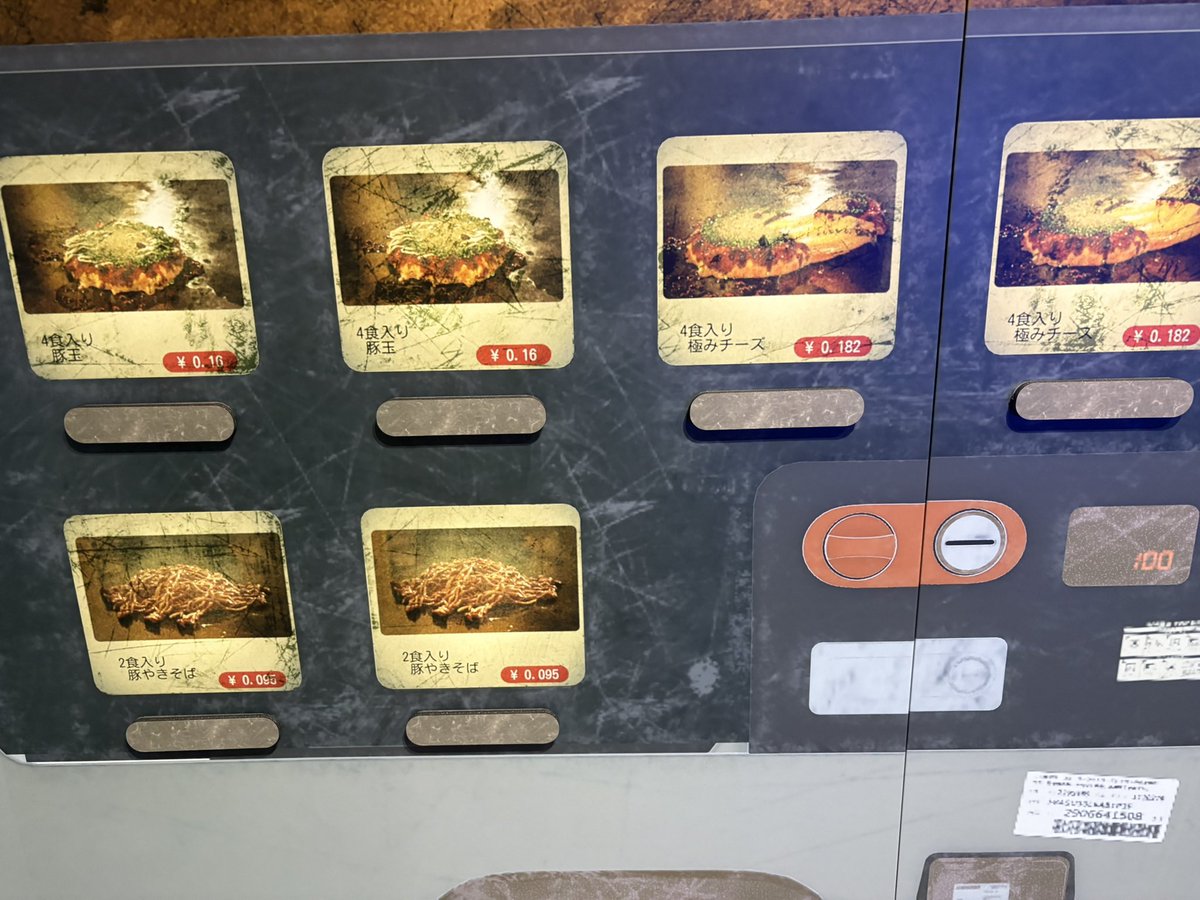 4食入り
豚玉
¥ 0.16
4食入り
豚玉
¥ 0.16
4食入り
極みチーズ
¥ 0.182
4食入り
極みチーズ
¥ 0.182
2食入り
豚やきそば
¥ 0.095
2食入り
豚やきそば
¥ 0.095
100
2906641508